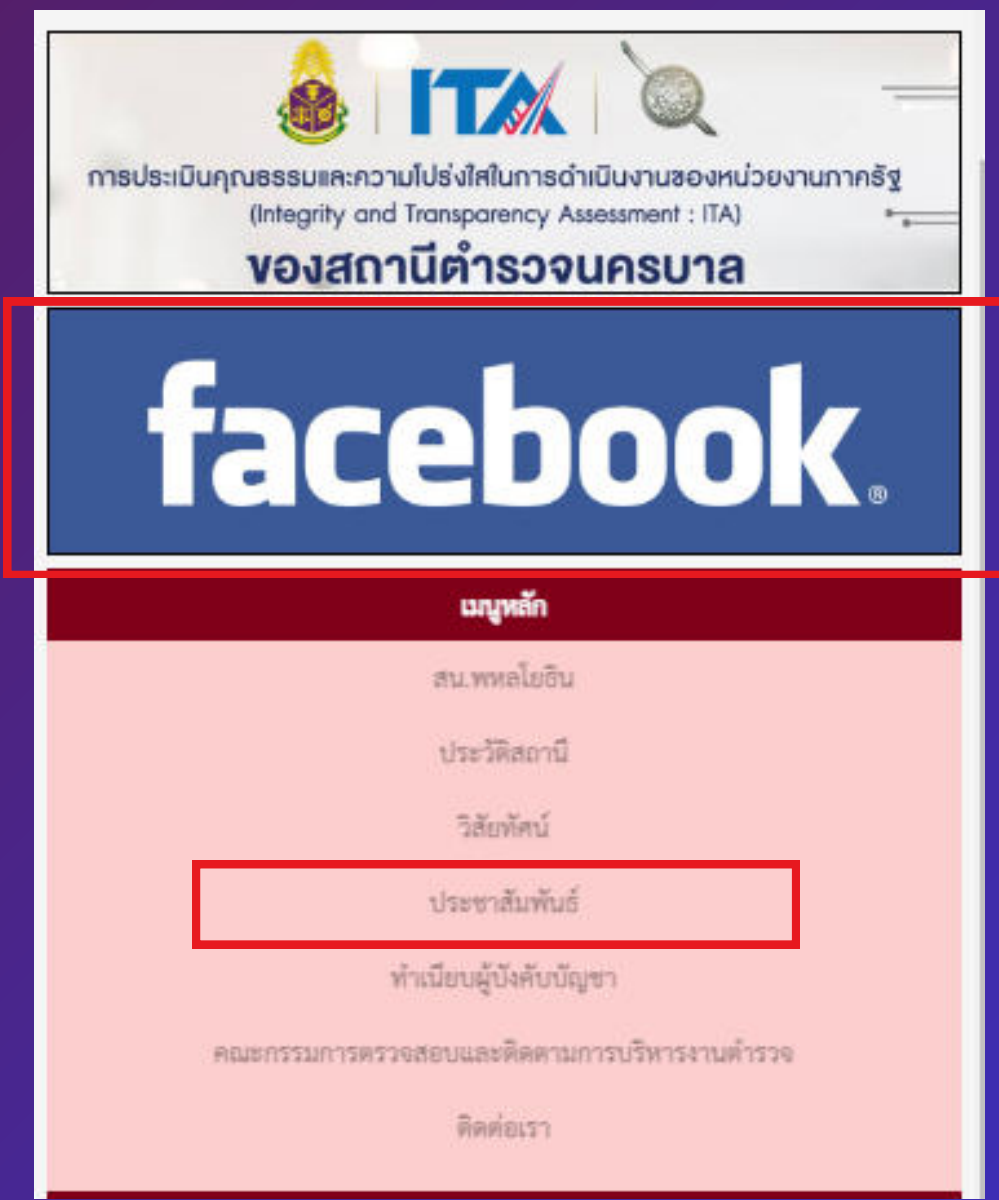 ITA
การประเมินคุณธรรมและความโปร่งใสในการดำเนินงานของหน่วยงานภาครัฐ
(Integrity and Transparency Assessment : ITA)
ของสถานีตำรวจนครบาล
facebook®
เมนูหลัก
สน.พหลโยธิน
ประวัติสถานี
วิสัยทัศน์
ประชาสัมพันธ์
ทำเนียบผู้บังคับบัญชา
คณะกรรมการตรวจสอบและติดตามการบริหารงานตำรวจ
ติดต่อเรา